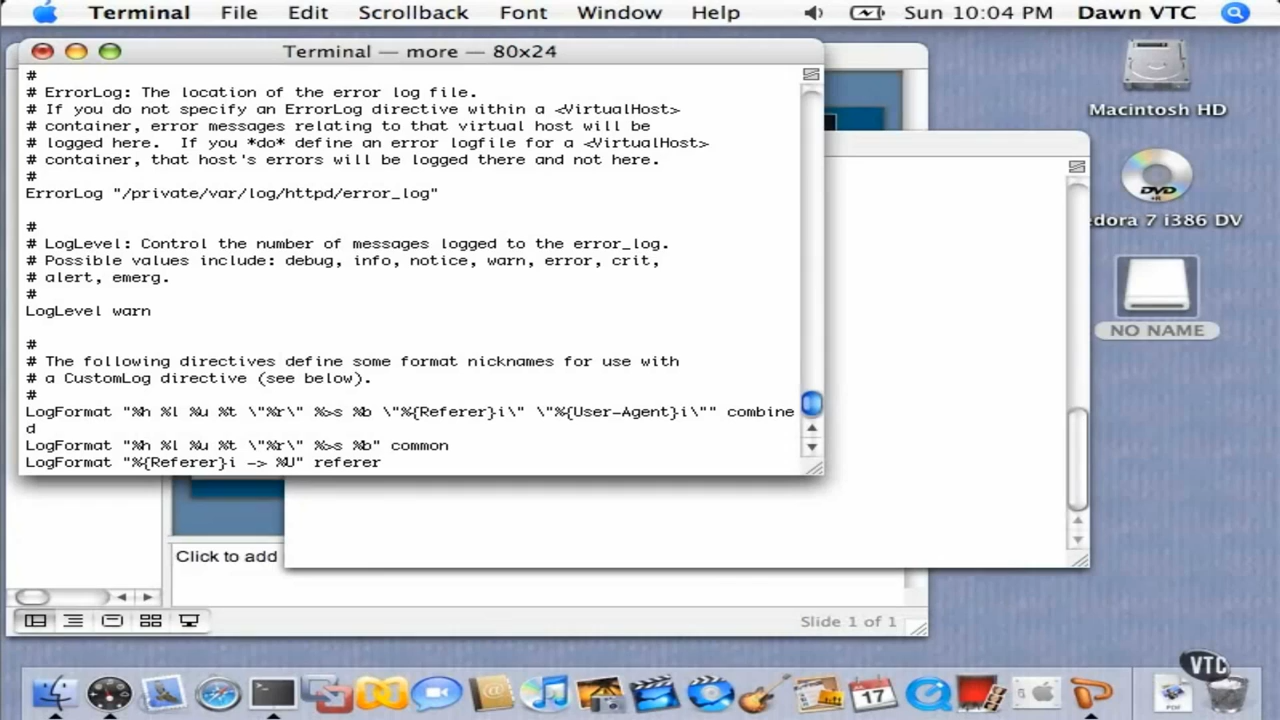 Terminal File Edit Scrollback Font Window Help Sun 10:04 PM Dawn VTC
Terminal — more — 80x24
#
# ErrorLog: The location of the error log file.
# If you do not specify an ErrorLog directive within a <VirtualHost>
# container, error messages relating to that virtual host will be
# logged here.  If you *do* define an error logfile for a <VirtualHost>
# container, that host's errors will be logged there and not here.
#
ErrorLog "/private/var/log/httpd/error_log"
#
# LogLevel: Control the number of messages logged to the error_log.
# Possible values include: debug, info, notice, warn, error, crit,
# alert, emerg.
#
LogLevel warn
#
# The following directives define some format nicknames for use with
# a CustomLog directive (see below).
#
LogFormat "%h %l %u %t \"%r\" %>s %b \"%{Referer}i\" \"%{User-Agent}i\"" combine
d
LogFormat "%h %l %u %t \"%r\" %>s %b" common
LogFormat "%{Referer}i -> %U" referer
Macintosh HD
DVD
dora 7 i386 DV
NO NAME
Click to add
Slide 1 of 1
VTC
17
PDF